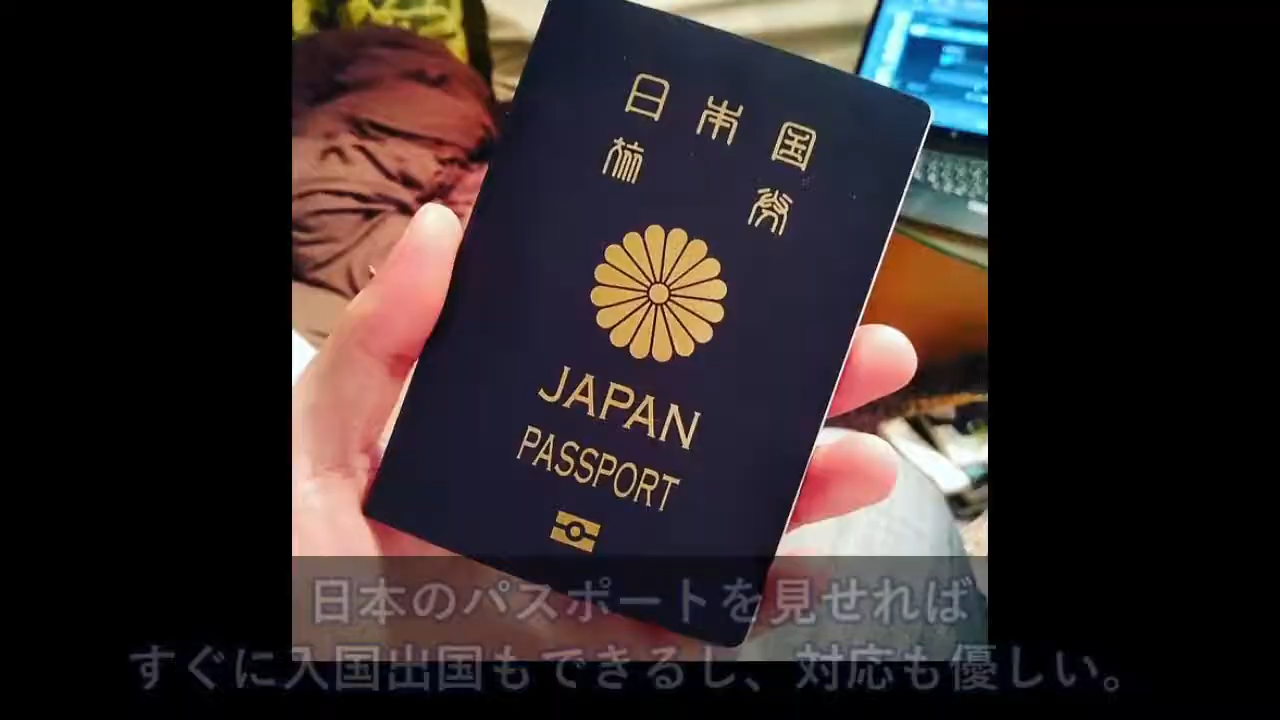 日本国
旅券
JAPAN
PASSPORT
日本のパスポートを見せれば
すぐに入国出国もできるし、対応も優しい。